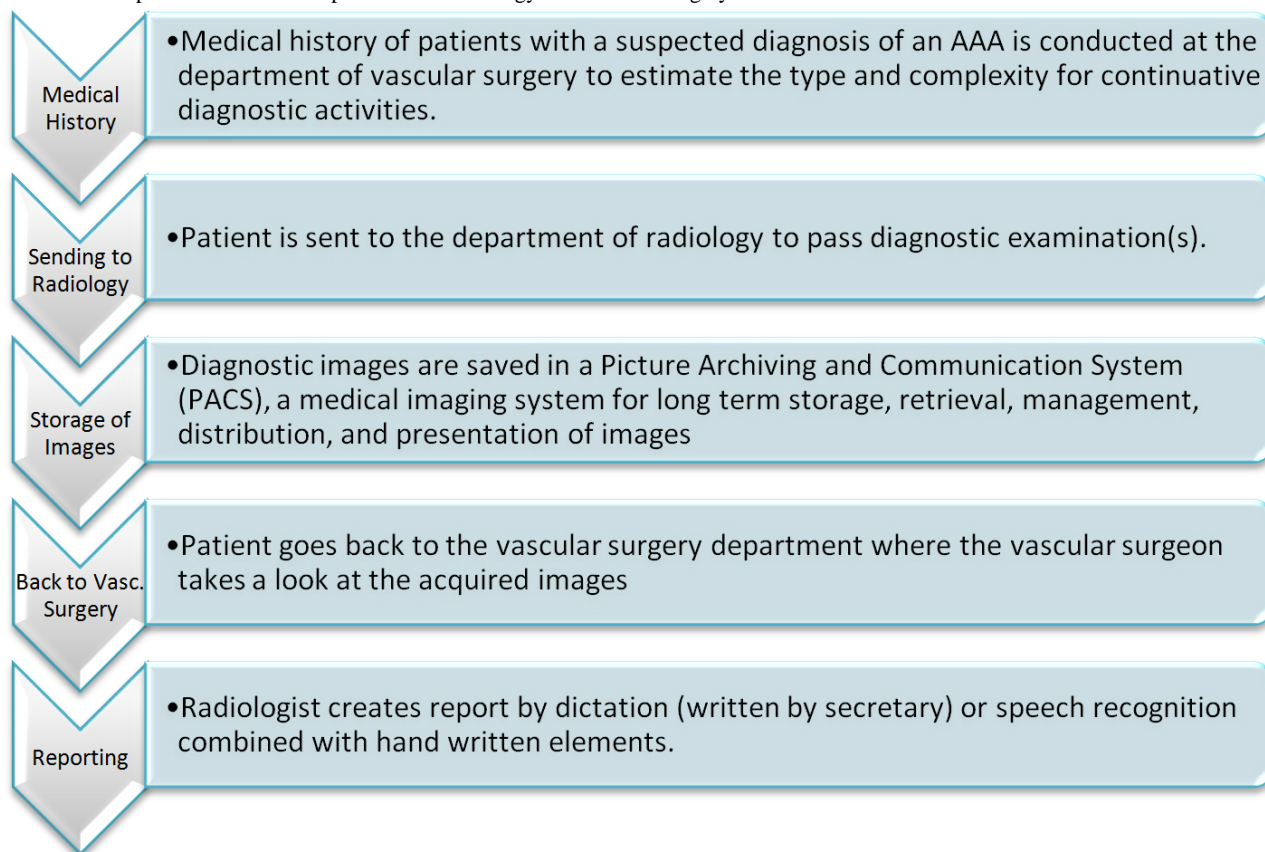 Medical
History
•Medical history of patients with a suspected diagnosis of an AAA is conducted at the
department of vascular surgery to estimate the type and complexity for continuative
diagnostic activities.
Sending to
Radiology
•Patient is sent to the department of radiology to pass diagnostic examination(s).
Storage of
Images
•Diagnostic images are saved in a Picture Archiving and Communication System
(PACS), a medical imaging system for long term storage, retrieval, management,
distribution, and presentation of images
Back to Vasc.
Surgery
•Patient goes back to the vascular surgery department where the vascular surgeon
takes a look at the acquired images
Reporting
•Radiologist creates report by dictation (written by secretary) or speech recognition
combined with hand written elements.